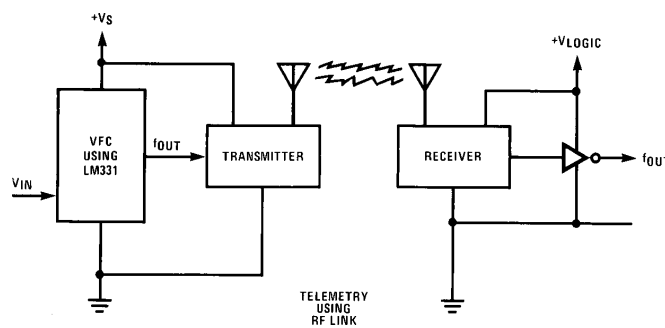 +VS
+VLOGIC
VFC
USING
LM331
fOUT
TRANSMITTER
RECEIVER
fOUT
VIN
TELEMETRY
USING
RF LINK